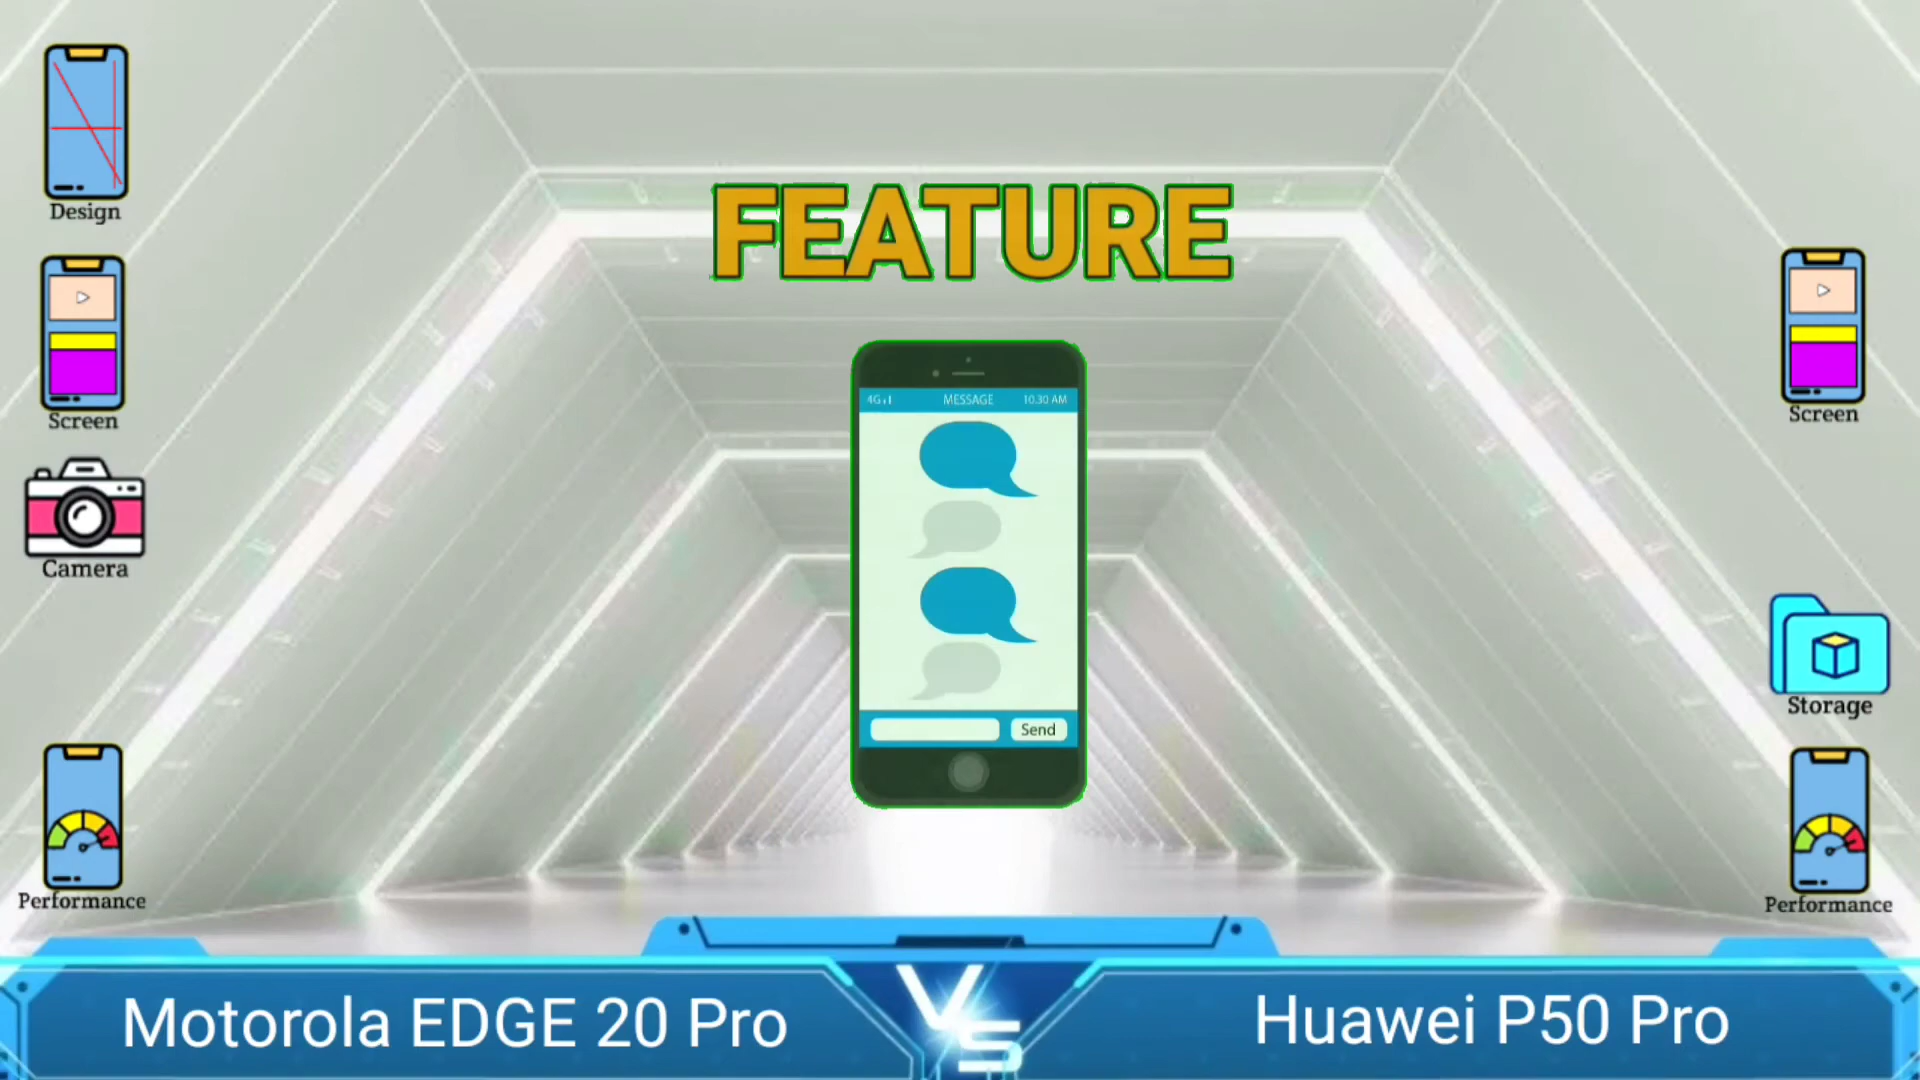 Design
FEATURE
Screen
Screen
4G
MESSAGE
10.30 AM
Camera
Storage
Send
Performance
Performance
Motorola EDGE 20 Pro
VS
Huawei P50 Pro